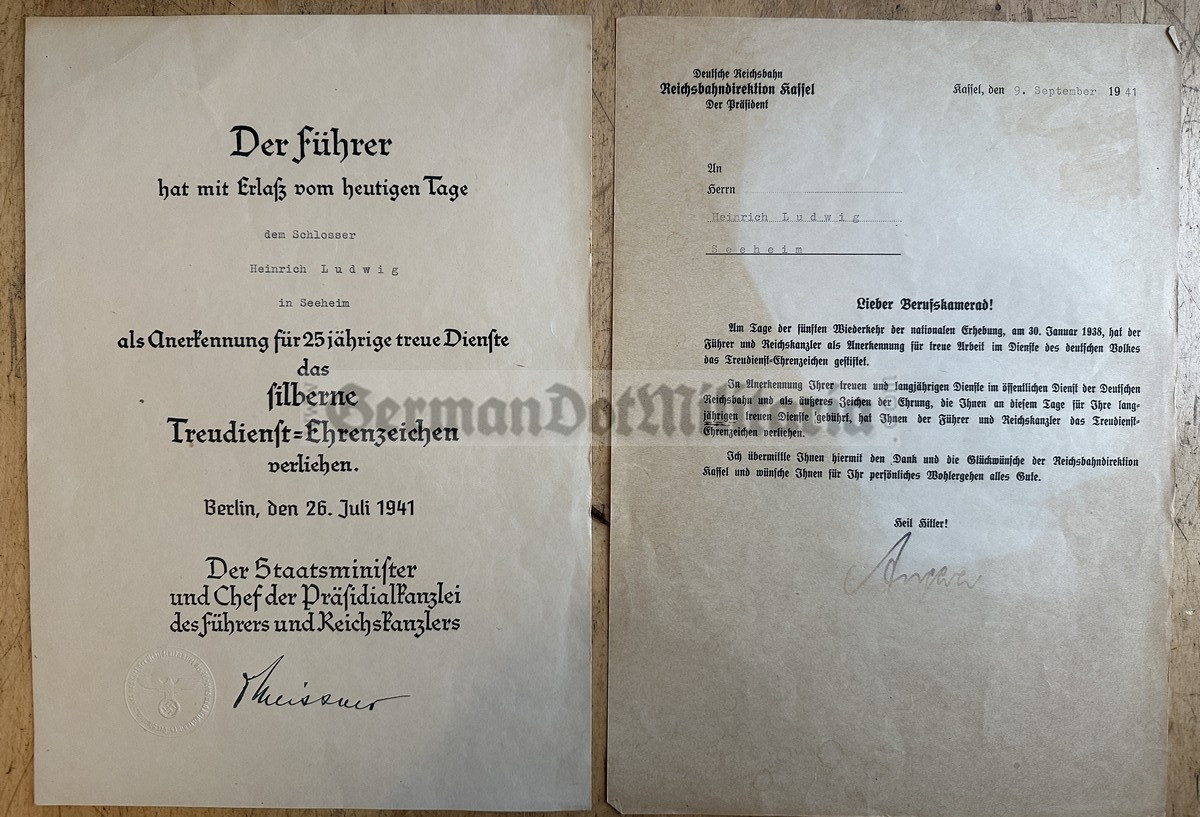 Der Führer
hat mit Erlaß vom heutigen Tage
dem Schlosser
Heinrich Ludwig
in Seeheim
als Anerkennung für 25 jährige treue Dienste
das
silberne
Treudienst=Ehrenzeichen
verliehen.
Berlin, den 26. Juli 1941
Der Staatsminister
und Chef der Präsidialkanzlei
des Führers und Reichskanzlers
Meissner
Deutsche Reichsbahn
Reichsbahndirektion Kassel
Der Präsident
Kassel, den 9. September 1941
An
Herrn
Heinrich Ludwig
Seeheim
Lieber Berufskamerad!
Am Tage der fünften Wiederkehr der nationalen Erhebung, am 30. Januar 1938, hat der
Führer und Reichskanzler als Anerkennung für treue Arbeit im Dienste des deutschen Volkes
das Treudienst-Ehrenzeichen gestiftet.
In Anerkennung Ihrer treuen und langjährigen Dienste im öffentlichen Dienst der Deutschen
Reichsbahn und als äußeres Zeichen der Ehrung, die Ihnen an diesem Tage für Ihre lang-
jährigen treuen Dienste gebührt, hat Ihnen der Führer und Reichskanzler das Treudienst-
Ehrenzeichen verliehen.
Ich übermittle Ihnen hiermit den Dank und die Glückwünsche der Reichsbahndirektion
Kassel und wünsche Ihnen für Ihr persönliches Wohlergehen alles Gute.
Heil Hitler!
GermanDotMilitaria